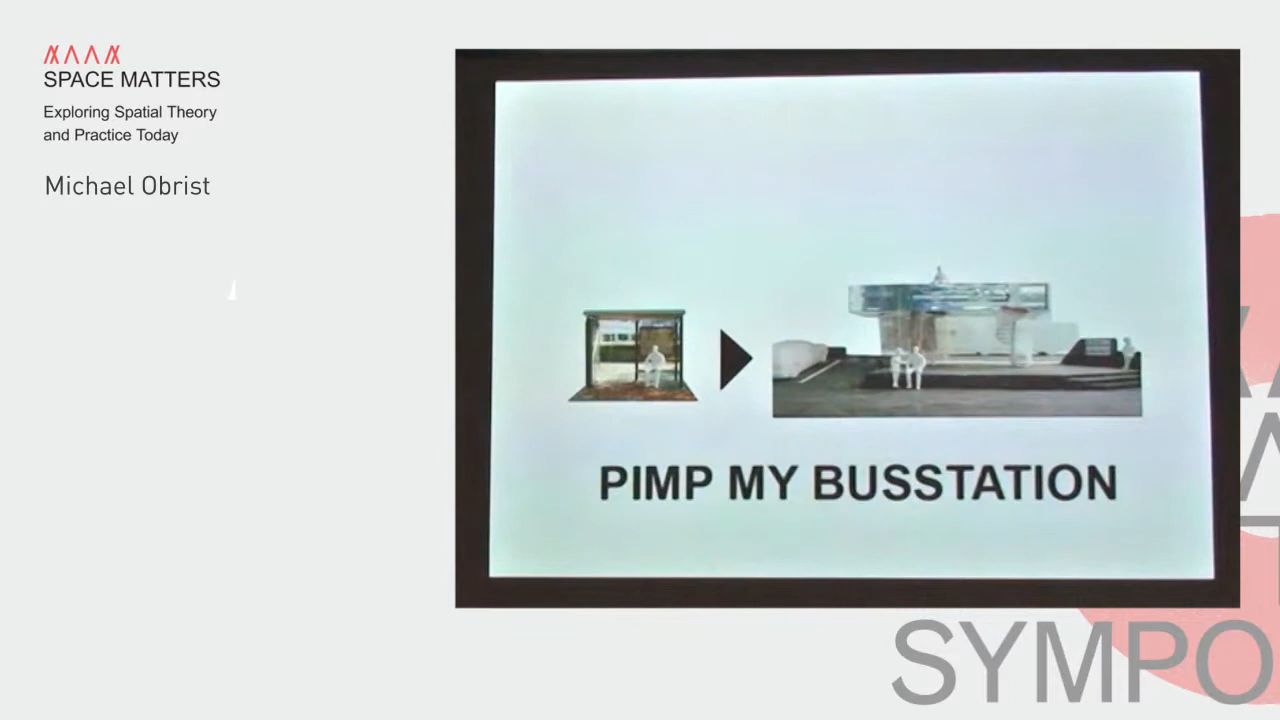 SPACE MATTERS
Exploring Spatial Theory
and Practice Today
Michael Obrist
PIMP MY BUSSTATION
SYMPO